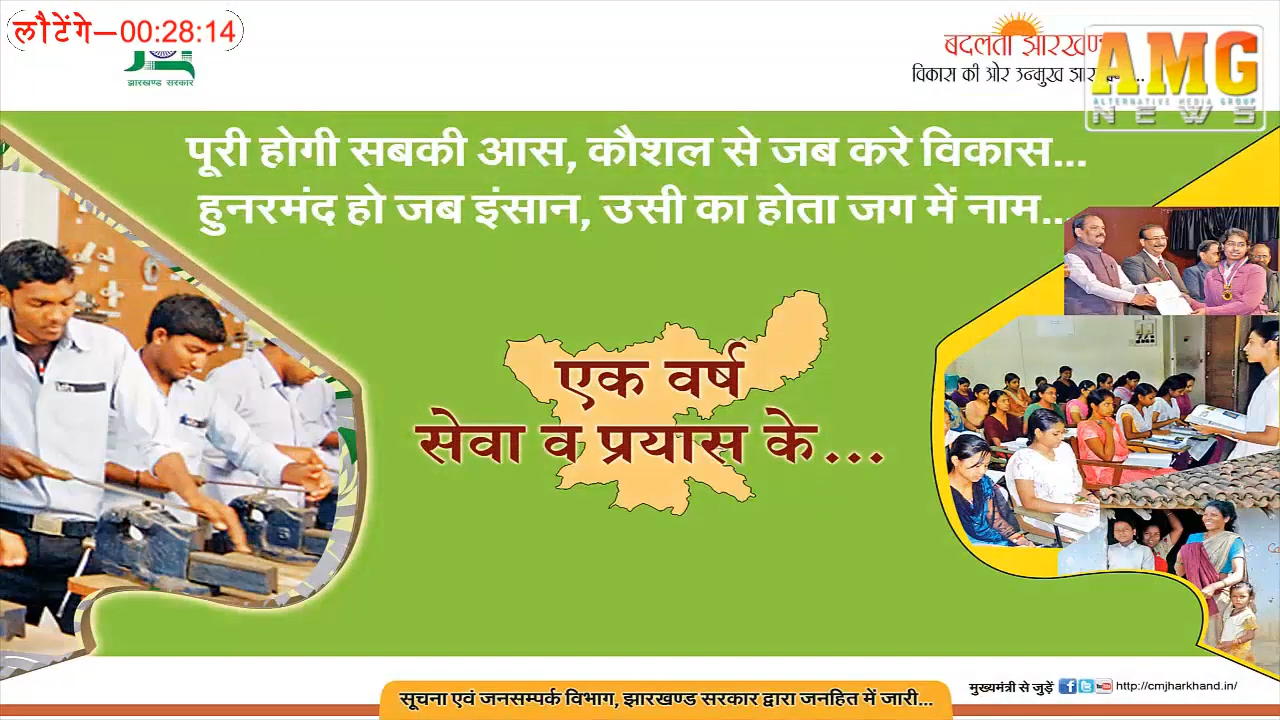 लौटेंगे—00:28:14
झारखण्ड सरकार
बदलता झारखण्ड
विकास की ओर उन्मुख
AMG
ALTERNATIVE MEDIA GROUP
NEWS
पूरी होगी सबकी आस, कौशल से जब करे विकास...
हुनरमंद हो जब इंसान, उसी का होता जग में नाम...
एक वर्ष
सेवा व प्रयास के...
मुख्यमंत्री से जुड़ें http://cmjharkhand.in/
सूचना एवं जनसम्पर्क विभाग, झारखण्ड सरकार द्वारा जनहित में जारी...